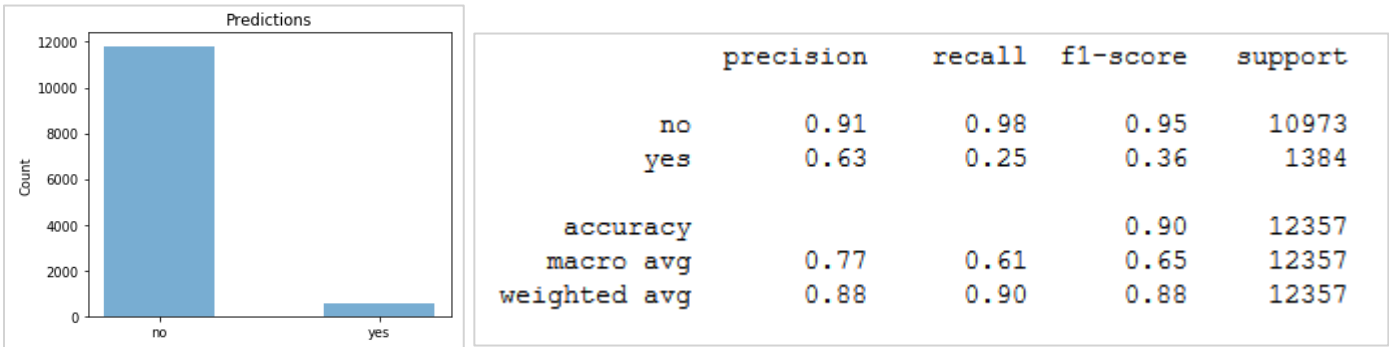 Predictions
12000
10000
8000
6000
4000
2000
0
Count
no yes
precision recall f1-score support
no 0.91 0.98 0.95 10973
yes 0.63 0.25 0.36 1384
accuracy 0.90 12357
macro avg 0.77 0.61 0.65 12357
weighted avg 0.88 0.90 0.88 12357